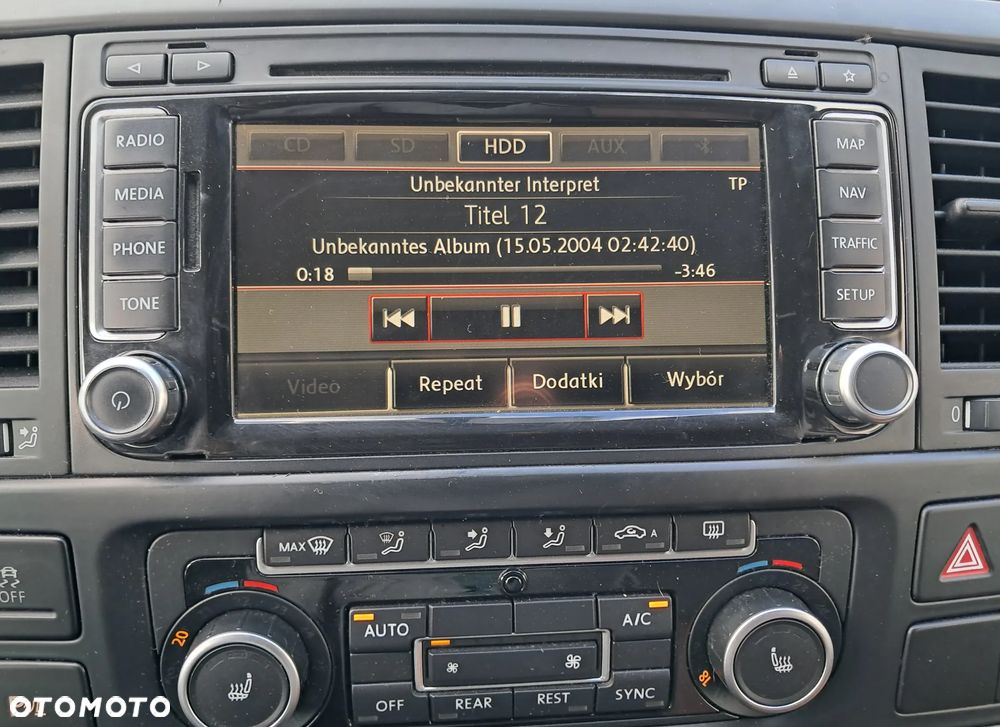 RADIO
MEDIA
PHONE
TONE
CD SD HDD AUX
Unbekannter Interpret TP
Titel 12
Unbekanntes Album (15.05.2004 02:42:40)
0:18 -3:46
Video Repeat Dodatki Wybór
MAP
NAV
TRAFFIC
SETUP
0
MAX A
OFF
20
AUTO A/C
18
OFF REAR REST SYNC
OTOMOTO